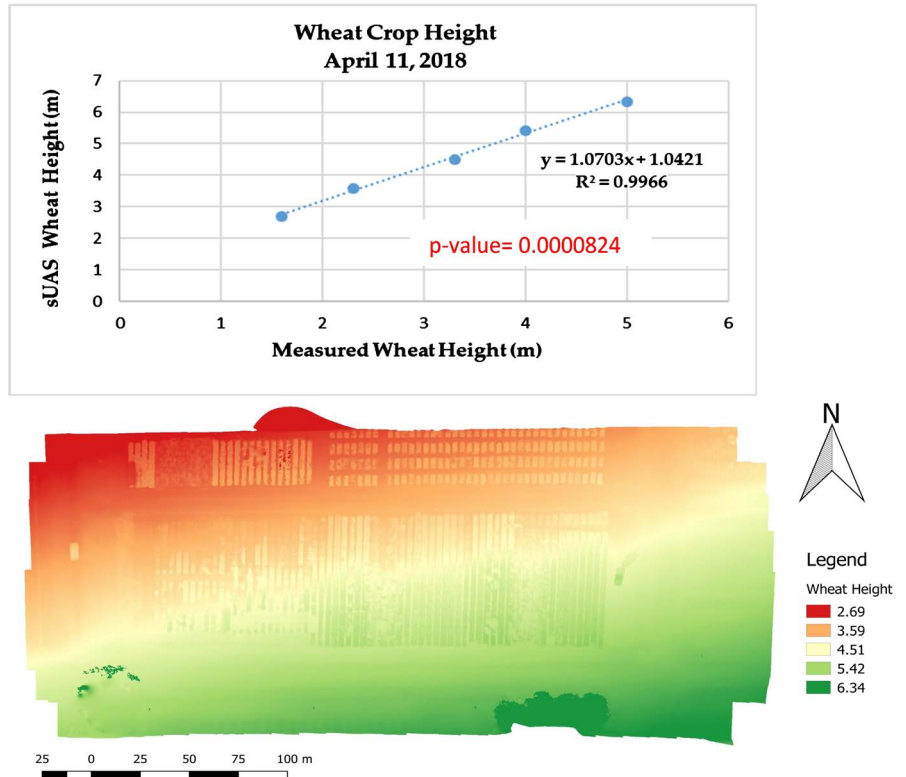 Wheat Crop Height
April 11, 2018
7
6
5
4
3
2
1
0
sUAS Wheat Height (m)
y = 1.0703x + 1.0421
R² = 0.9966
p-value= 0.0000824
0 1 2 3 4 5 6
Measured Wheat Height (m)
N
Legend
Wheat Height
2.69
3.59
4.51
5.42
6.34
25 0 25 50 75 100 m